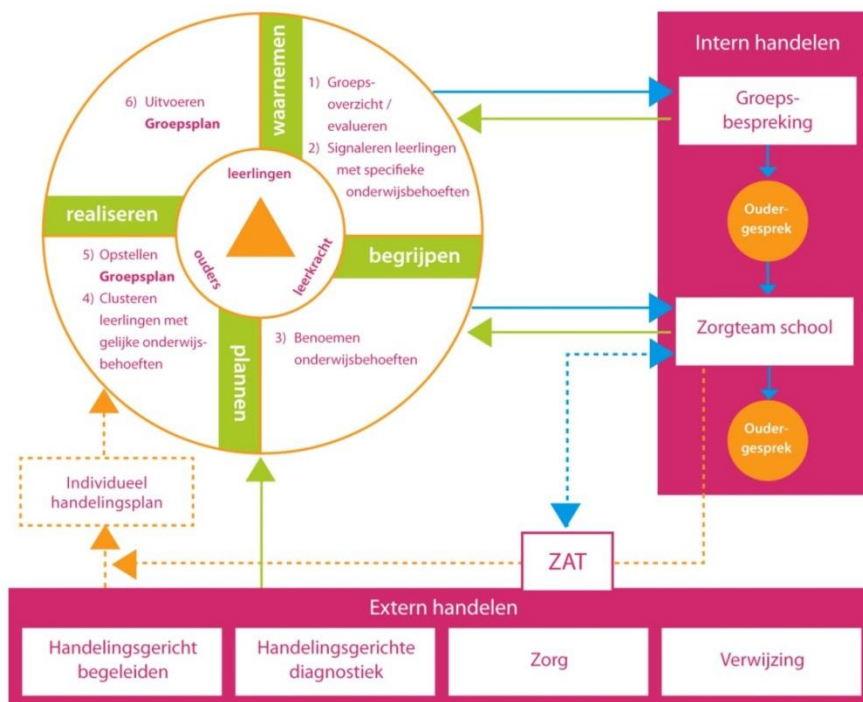 waarnemen
1) Groeps-
overzicht /
evalueren
2) Signaleren leerlingen
met specifieke
onderwijsbehoeften
begrijpen
3) Benoemen
onderwijsbehoeften
plannen
5) Opstellen
Groepsplan
4) Clusteren
leerlingen met
gelijke onderwijs-
behoeften
realiseren
6) Uitvoeren
Groepsplan
leerlingen
ouders
leerkracht
Intern handelen
Groeps-
bespreking
Ouder-
gesprek
Zorgteam school
Ouder-
gesprek
Individueel
handelingsplan
ZAT
Extern handelen
Handelingsgericht
begeleiden
Handelingsgerichte
diagnostiek
Zorg
Verwijzing